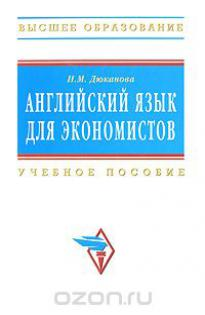 ВЫСШЕЕ ОБРАЗОВАНИЕ
Н.М. Дюканова
АНГЛИЙСКИЙ ЯЗЫК
ДЛЯ ЭКОНОМИСТОВ
УЧЕБНОЕ ПОСОБИЕ
ozon.ru